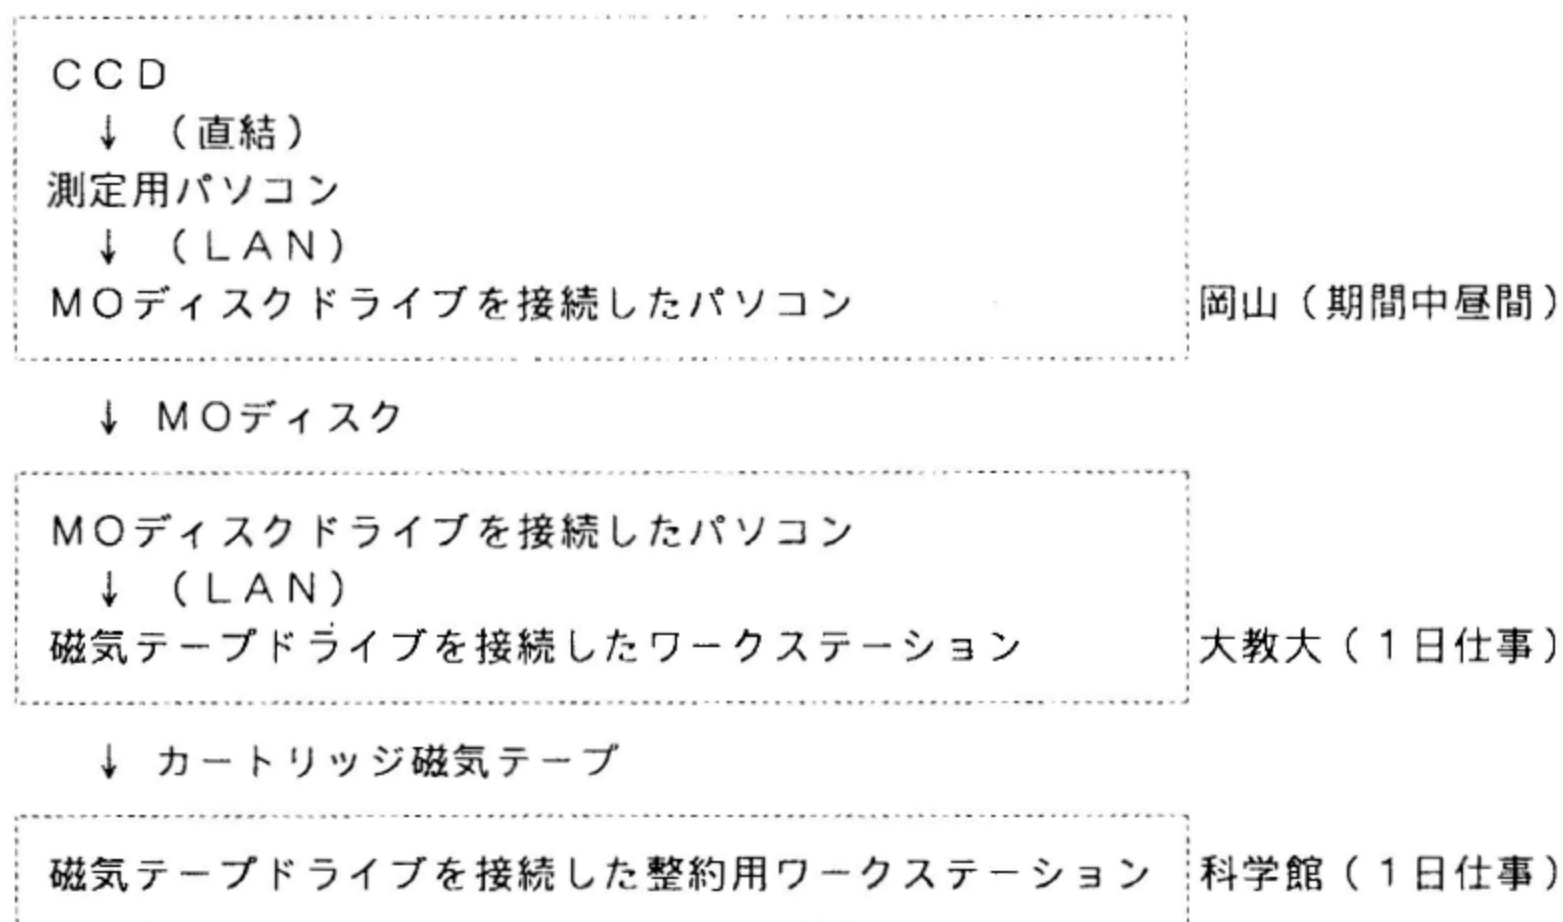 CCD
↓ (直結)
測定用パソコン
↓ (LAN)
MOディスクドライブを接続したパソコン 岡山(期間中昼間)
↓ MOディスク
MOディスクドライブを接続したパソコン
↓ (LAN)
磁気テープドライブを接続したワークステーション 大教大(1日仕事)
↓ カートリッジ磁気テープ
磁気テープドライブを接続した整約用ワークステーション 科学館(1日仕事)